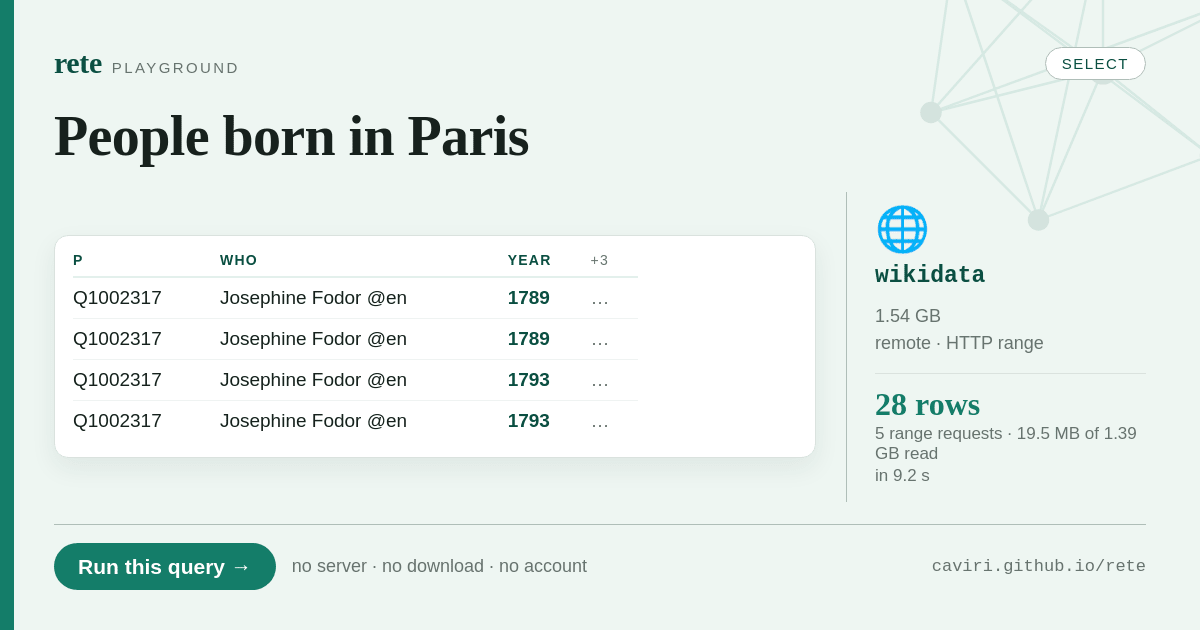 rete PLAYGROUND
SELECT
People born in Paris
P WHO YEAR +3
Q1002317 Josephine Fodor @en 1789 …
Q1002317 Josephine Fodor @en 1789 …
Q1002317 Josephine Fodor @en 1793 …
Q1002317 Josephine Fodor @en 1793 …
wikidata
1.54 GB
remote · HTTP range
28 rows
5 range requests · 19.5 MB of 1.39
GB read
in 9.2 s
Run this query →
no server · no download · no account
caviri.github.io/rete